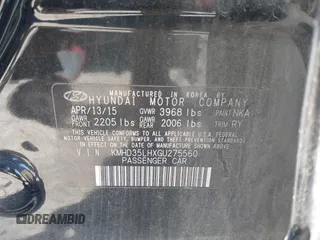 MANUFACTURED IN KOREA BY
HYUNDAI MOTOR COMPANY
APR/13/15 GVWR 3968 lbs PAINT NKA
GAWR FRONT 2205 lbs GAWR REAR 2006 lbs TRIM RY
THIS VEHICLE CONFORMS TO ALL APPLICABLE U.S. FEDERAL
MOTOR VEHICLE SAFETY, BUMPER, AND THEFT PREVENTION
STANDARDS IN EFFECT ON THE DATE OF MANUFACTURE
SHOWN ABOVE.
VIN KMHD35LHXGU275560
PASSENGER CAR
DREAMBID